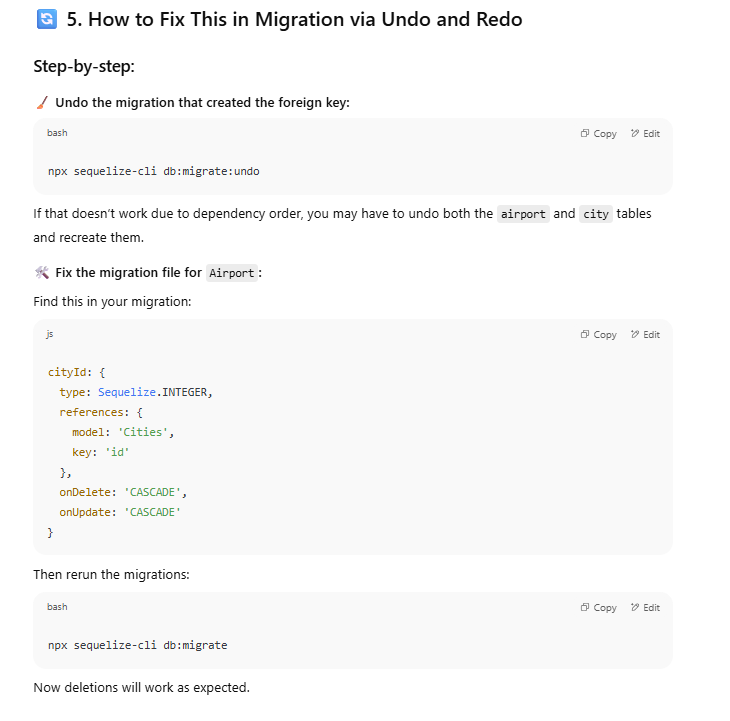 5. How to Fix This in Migration via Undo and Redo
Step-by-step:
Undo the migration that created the foreign key:
bash Copy Edit
npx sequelize-cli db:migrate:undo
If that doesn't work due to dependency order, you may have to undo both the airport and city tables
and recreate them.
Fix the migration file for Airport:
Find this in your migration:
js Copy Edit
cityId: {
  type: Sequelize.INTEGER,
  references: {
    model: 'Cities',
    key: 'id'
  },
  onDelete: 'CASCADE',
  onUpdate: 'CASCADE'
}
Then rerun the migrations:
bash Copy Edit
npx sequelize-cli db:migrate
Now deletions will work as expected.